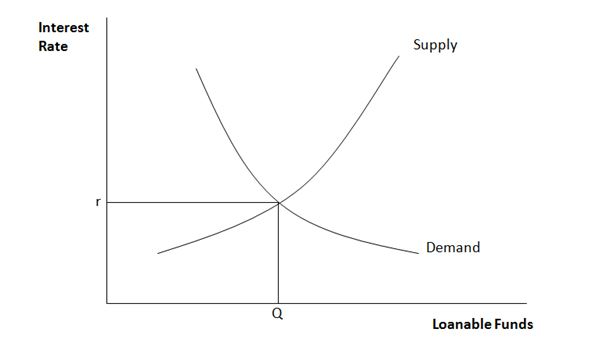 Interest
Rate
Supply
r
Demand
Q
Loanable Funds